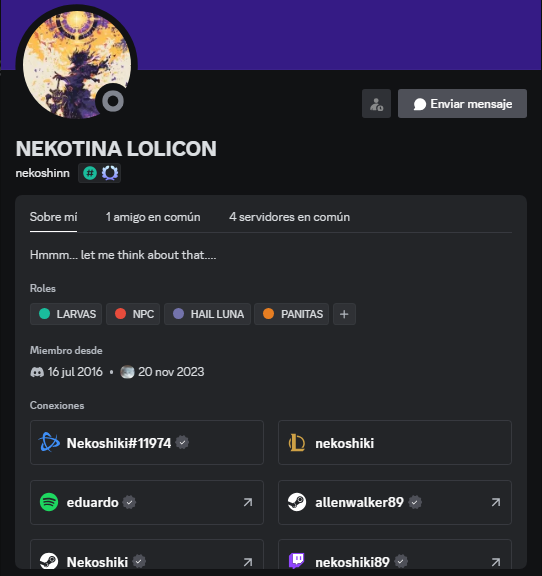 Enviar mensaje
NEKOTINA LOLICON
nekoshinn #
Sobre mí 1 amigo en común 4 servidores en común
Hmmm... let me think about that....
Roles
LARVAS NPC HAIL LUNA PANITAS +
Miembro desde
16 jul 2016 • 20 nov 2023
Conexiones
Nekoshiki#11974 nekoshiki
eduardo allenwalker89
Nekoshiki nekoshiki89